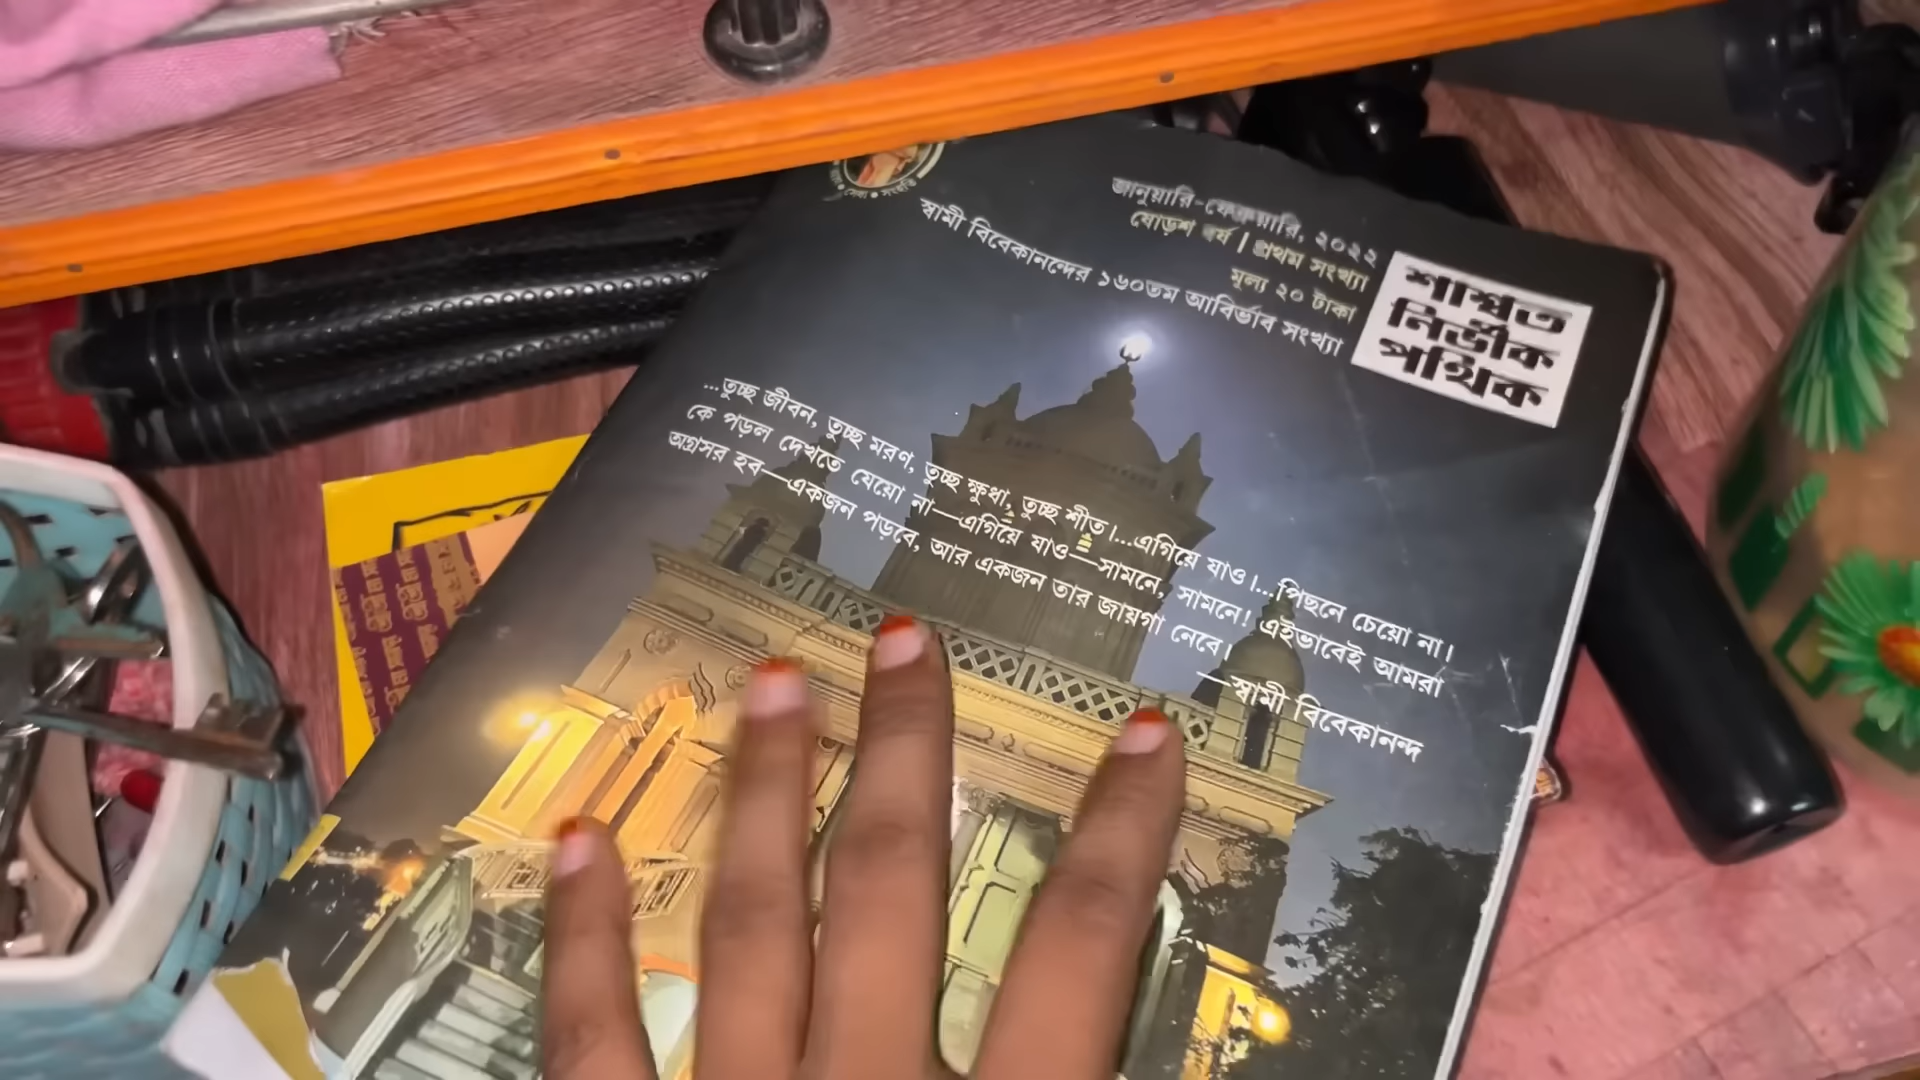 সেবা • সংহতি
জানুয়ারি-ফেব্রুয়ারি, ২০২২
ষোড়শ বর্ষ | প্রথম সংখ্যা
মূল্য ২০ টাকা
স্বামী বিবেকানন্দের ১৬০তম আবির্ভাব সংখ্যা
শাশ্বত
নির্ভীক
পথিক
...তুচ্ছ জীবন, তুচ্ছ মরণ, তুচ্ছ ক্ষুধা, তুচ্ছ শীত।...এগিয়ে যাও।...পিছনে চেয়ো না।
কে পড়ল দেখতে যেয়ো না—এগিয়ে যাও—সামনে, সামনে! এইভাবেই আমরা
অগ্রসর হব—একজন পড়বে, আর একজন তার জায়গা নেবে।
—স্বামী বিবেকানন্দ